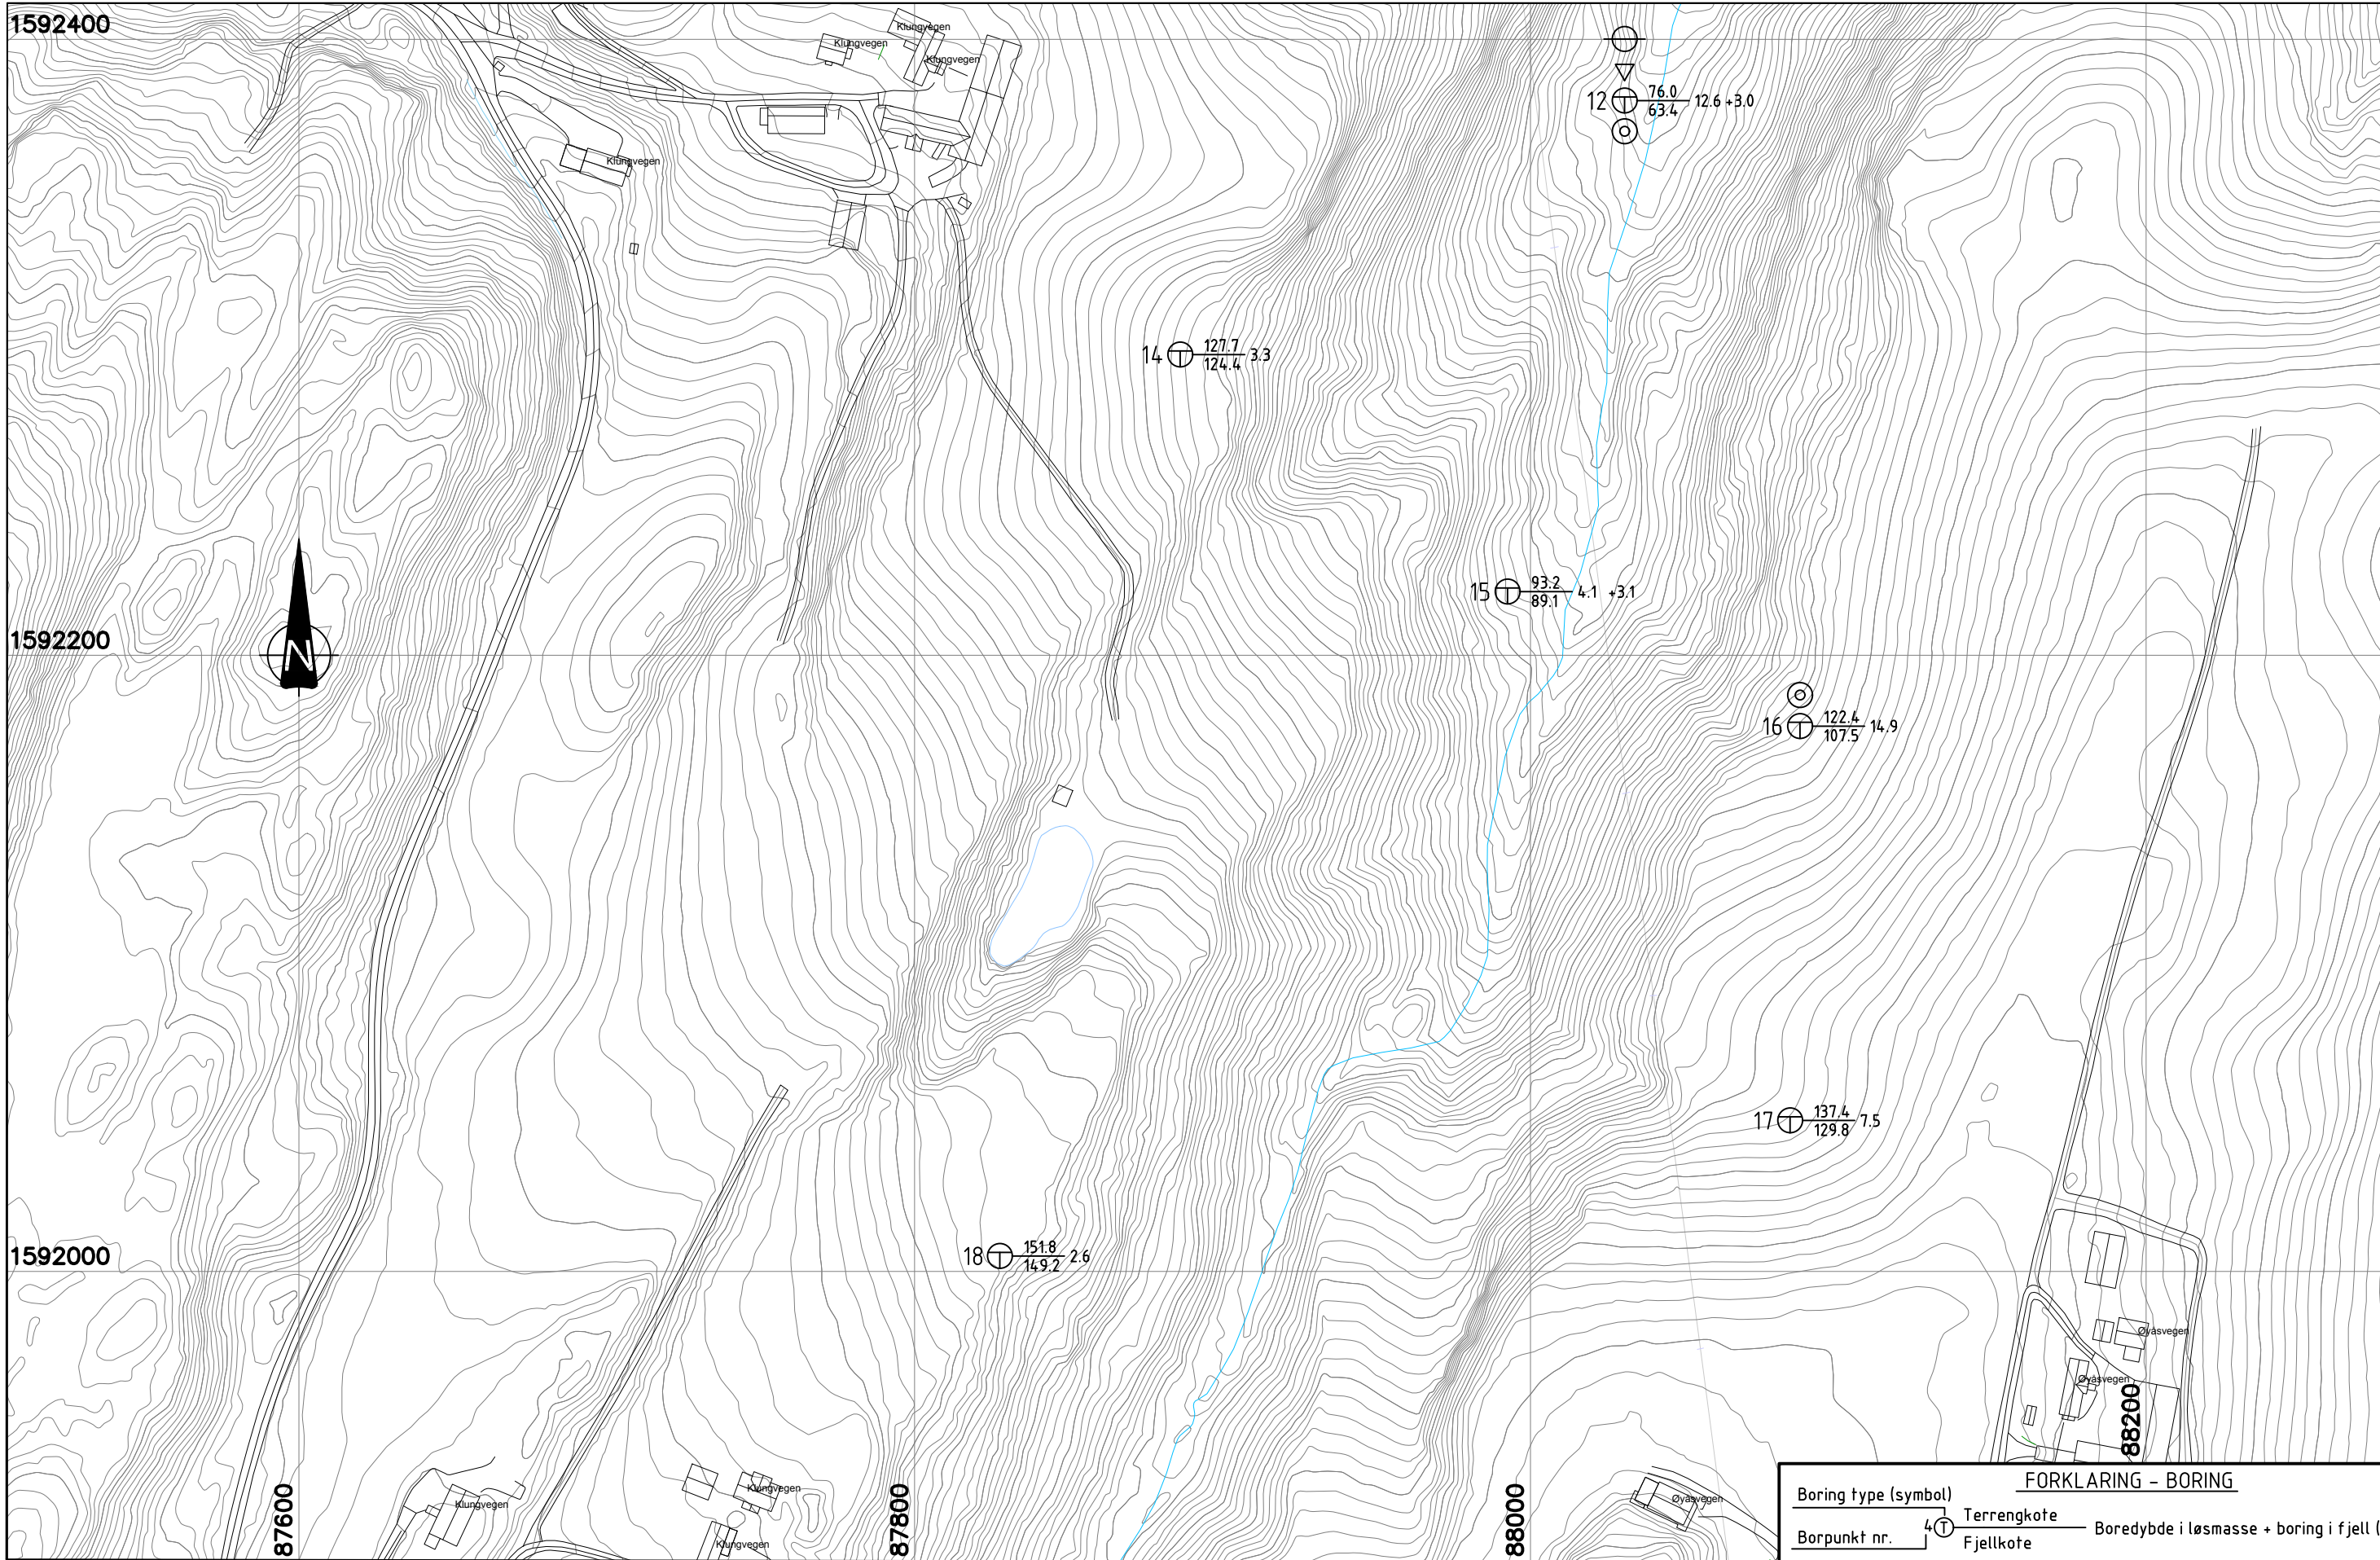 1592400
Klungvegen
Klungvegen
Klungvegen
76.0
12 12.6 +3.0
63.4
Klungvegen
127.7
14 3.3
124.4
93.2
15 4.1 +3.1
89.1
1592200
N
122.4
16 14.9
107.5
137.4
17 7.5
129.8
1592000
151.8
18 2.6
149.2
Øyåsvegen
Øyåsvegen
88200
87600
87800
88000
Klungvegen
Klungvegen
Klungvegen
Øyåsvegen
FORKLARING - BORING
Boring type (symbol)
Terrengkote
Borpunkt nr. 4 T Boredybde i løsmasse + boring i fjell (
Fjellkote